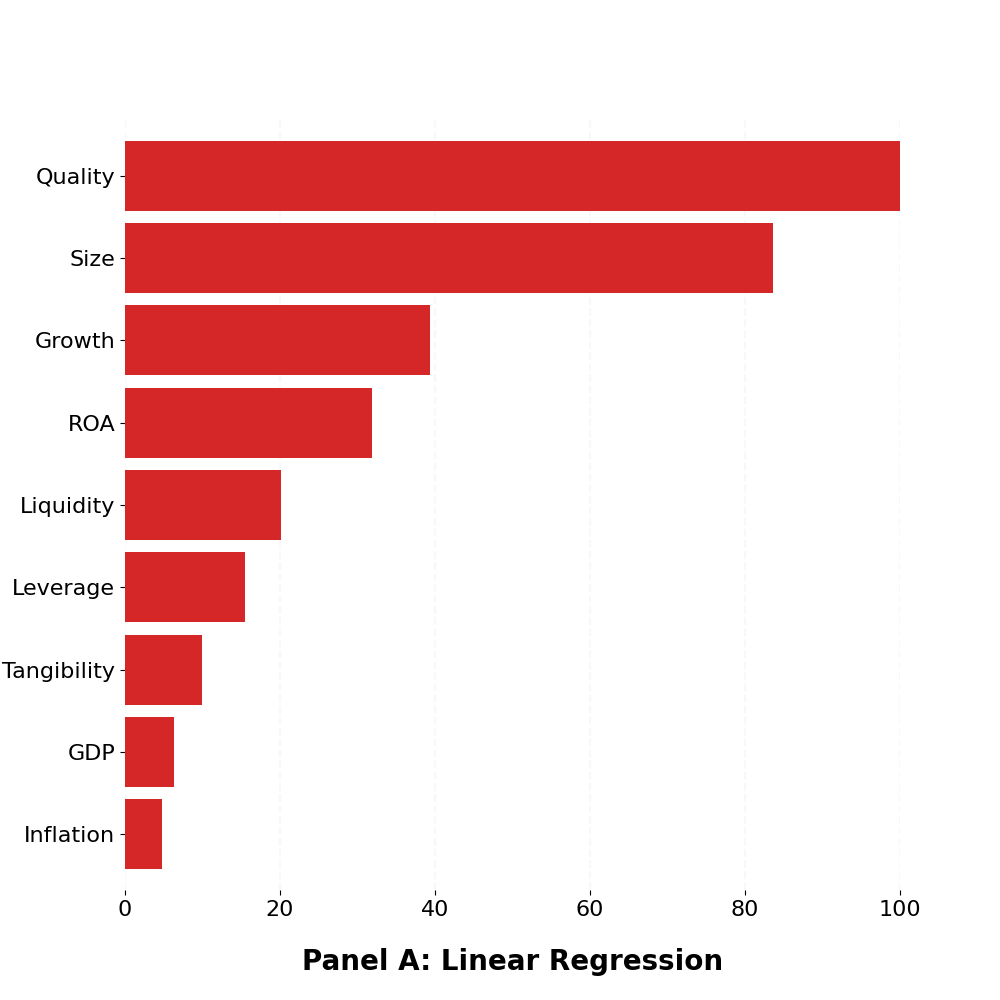 Quality
Size
Growth
ROA
Liquidity
Leverage
Tangibility
GDP
Inflation
0 20 40 60 80 100
Panel A: Linear Regression